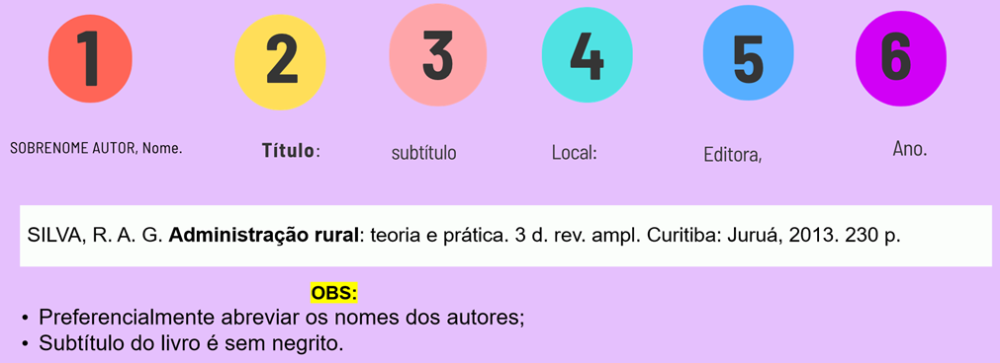 1 2 3 4 5 6
SOBRENOME AUTOR, Nome. Título: subtítulo Local: Editora, Ano.
SILVA, R. A. G. Administração rural: teoria e prática. 3 d. rev. ampl. Curitiba: Juruá, 2013. 230 p.
OBS:
• Preferencialmente abreviar os nomes dos autores;
• Subtítulo do livro é sem negrito.